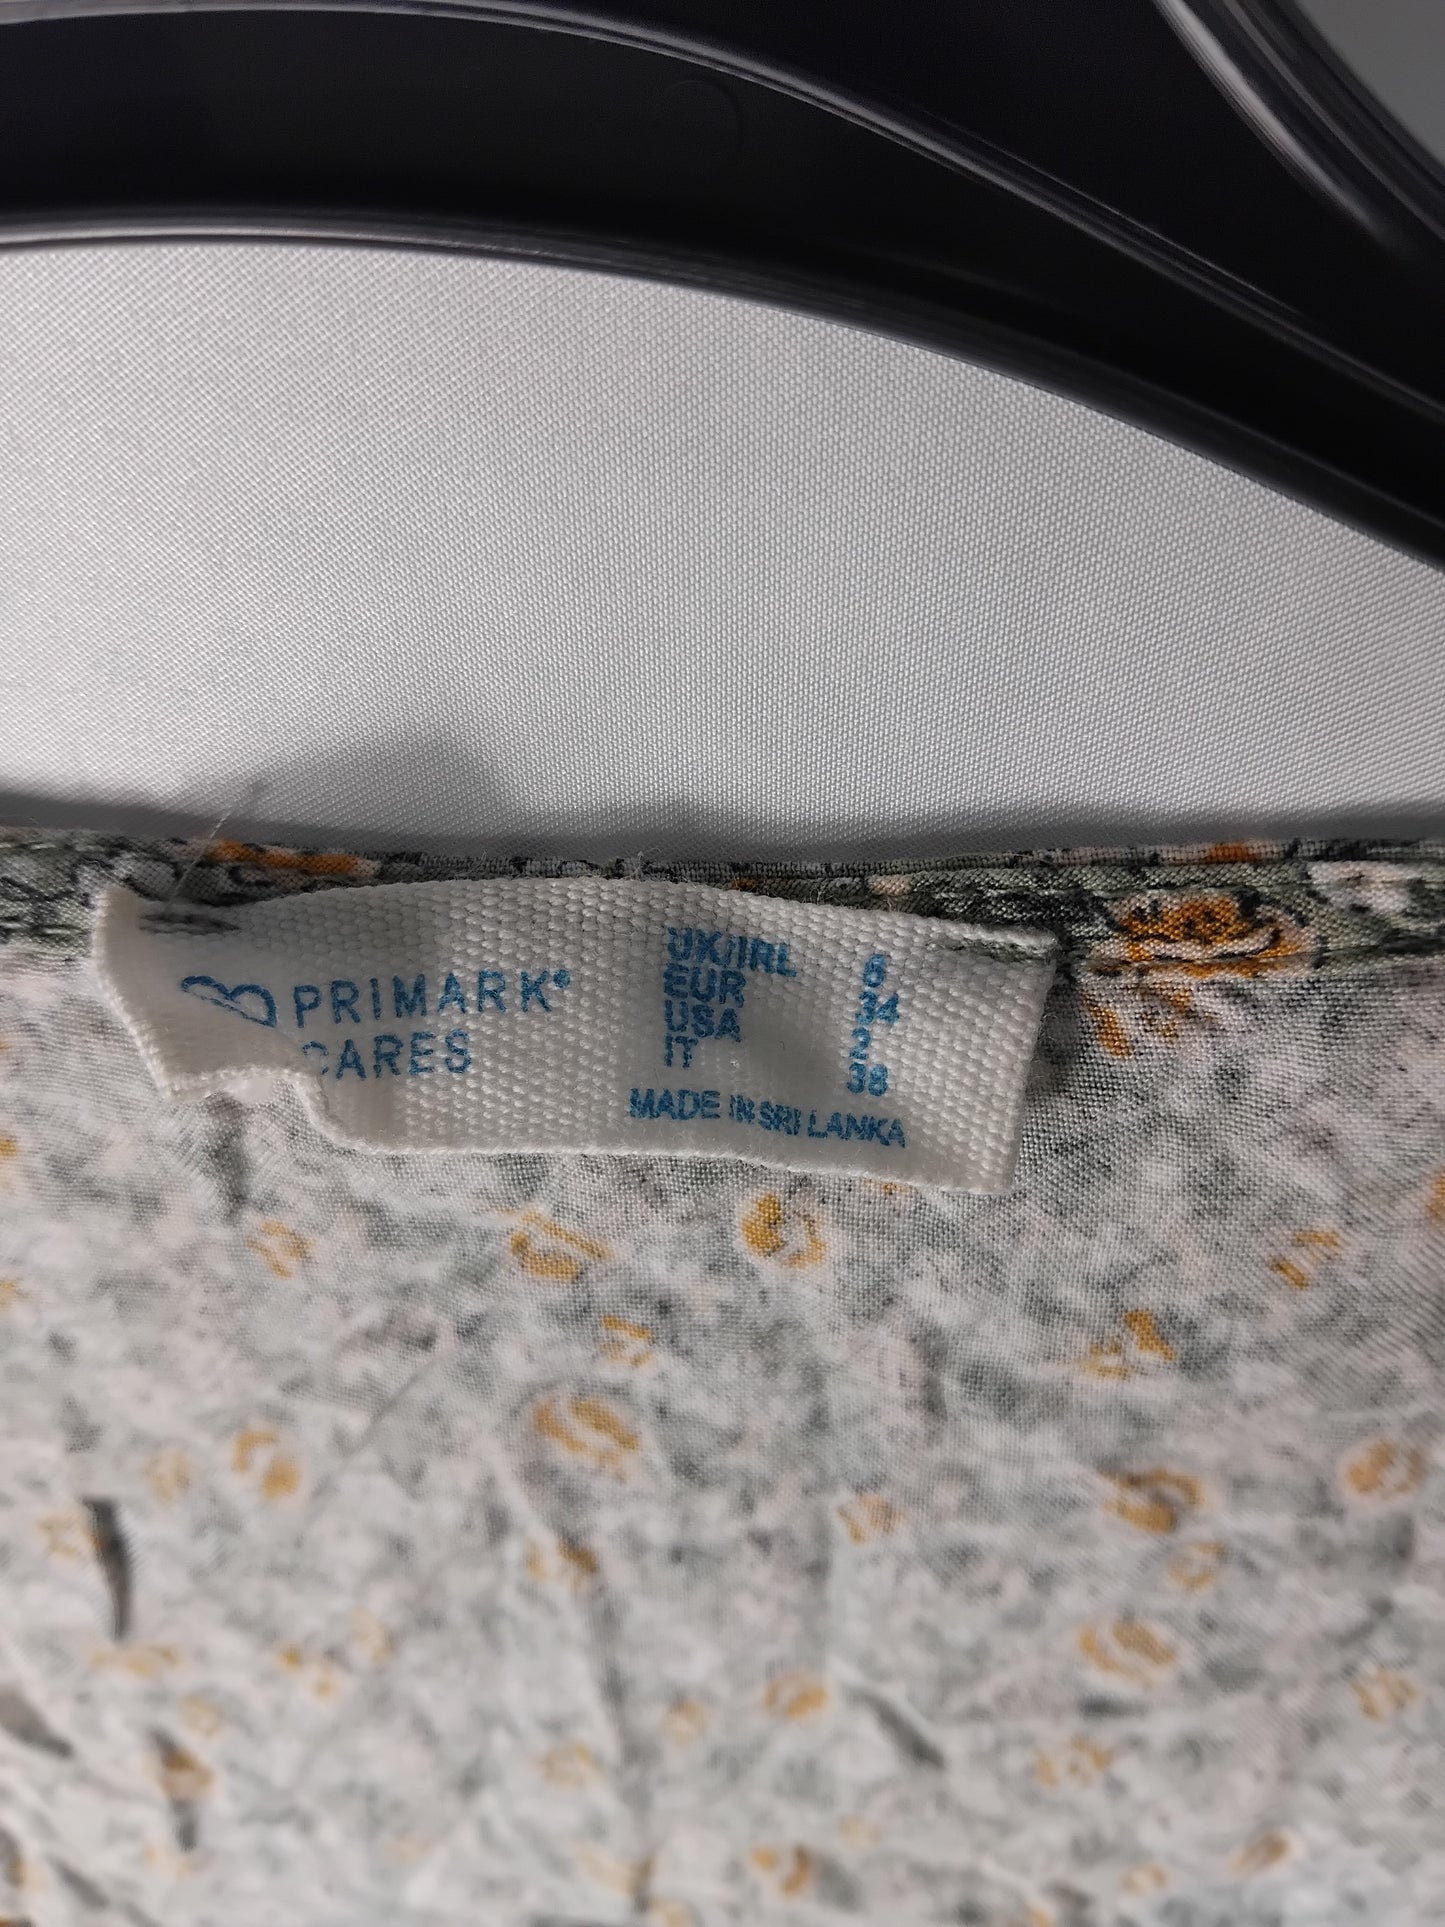 PRIMARK®
CARES
UK/IRL 6
EUR 34
USA 2
IT 38
MADE IN SRI LANKA